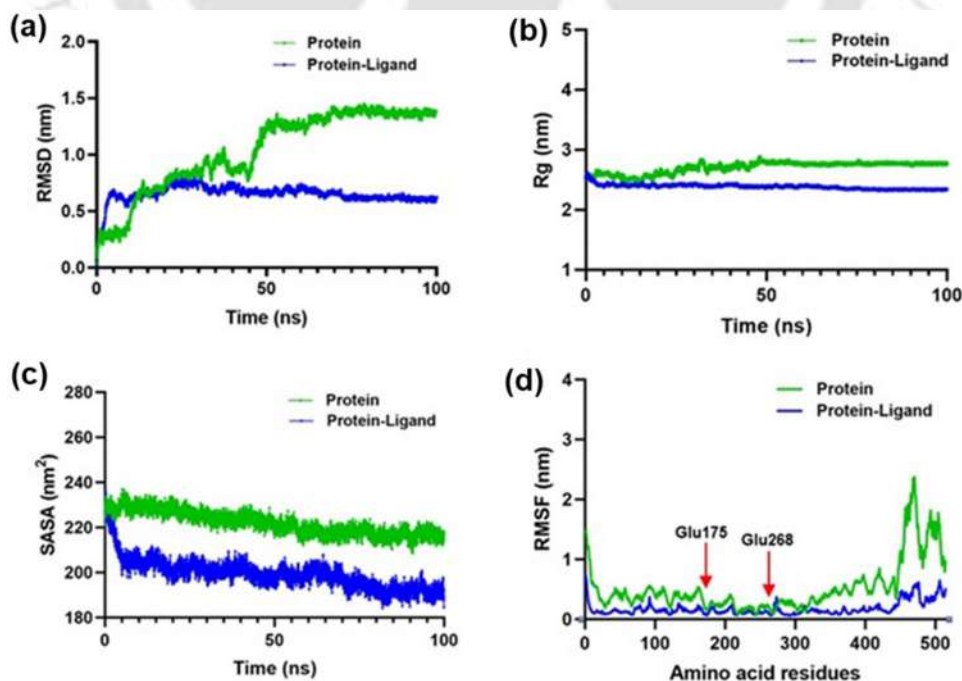 (a)
2.0
1.5
1.0
0.5
0.0
RMSD (nm)
Protein
Protein-Ligand
0 50 100
Time (ns)
(b)
5
4
3
2
1
Rg (nm)
Protein
Protein-Ligand
0 50 100
Time (ns)
(c)
280
260
240
220
200
180
SASA (nm²)
Protein
Protein-Ligand
0 50 100
Time (ns)
(d)
4
3
2
1
0
RMSF (nm)
Protein
Protein-Ligand
Glu175
Glu268
0 100 200 300 400 500
Amino acid residues